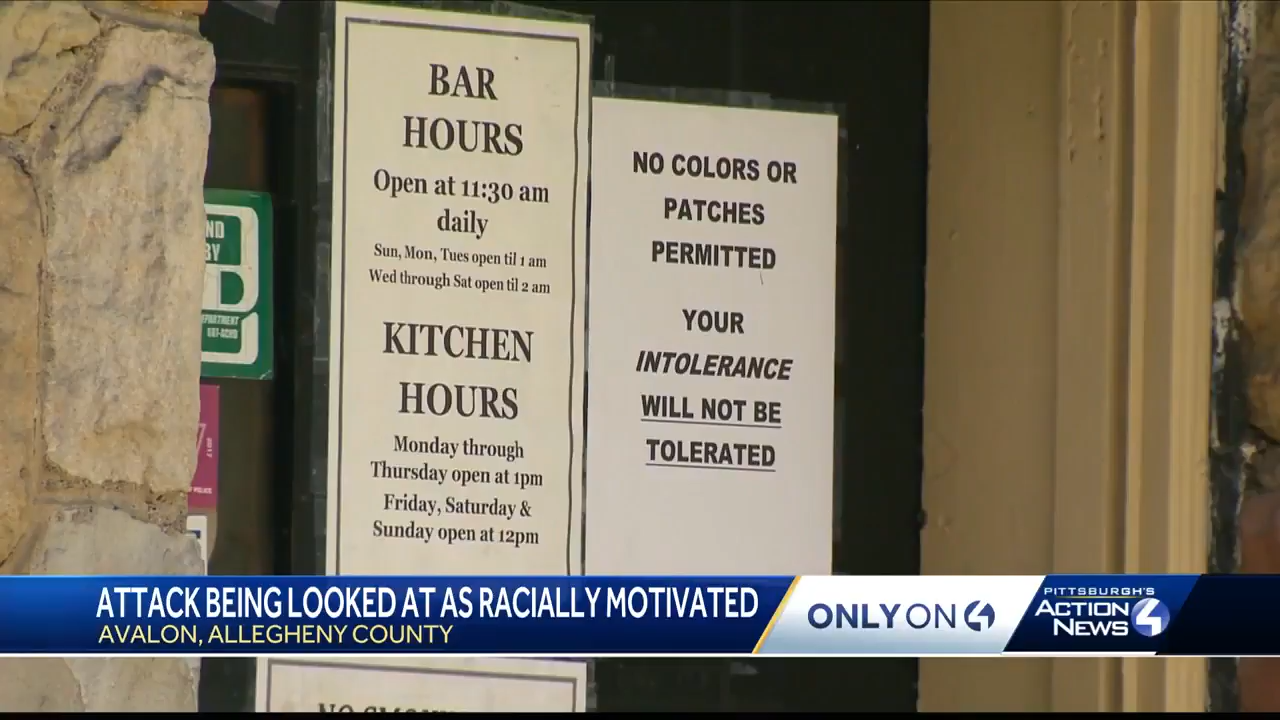 BAR
HOURS
Open at 11:30 am
daily
Sun, Mon, Tues open til 1 am
Wed through Sat open til 2 am
KITCHEN
HOURS
Monday through
Thursday open at 1pm
Friday, Saturday &
Sunday open at 12pm
NO COLORS OR
PATCHES
PERMITTED
YOUR
INTOLERANCE
WILL NOT BE
TOLERATED
ATTACK BEING LOOKED AT AS RACIALLY MOTIVATED
AVALON, ALLEGHENY COUNTY
ONLY ON 4
PITTSBURGH'S
ACTION
NEWS 4